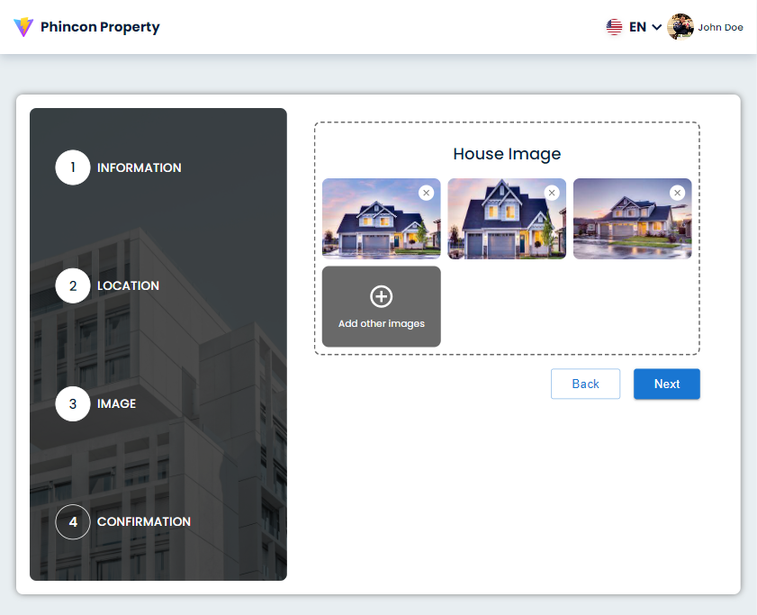 Phincon Property
EN
John Doe
1 INFORMATION
2 LOCATION
3 IMAGE
4 CONFIRMATION
House Image
Add other images
Back
Next